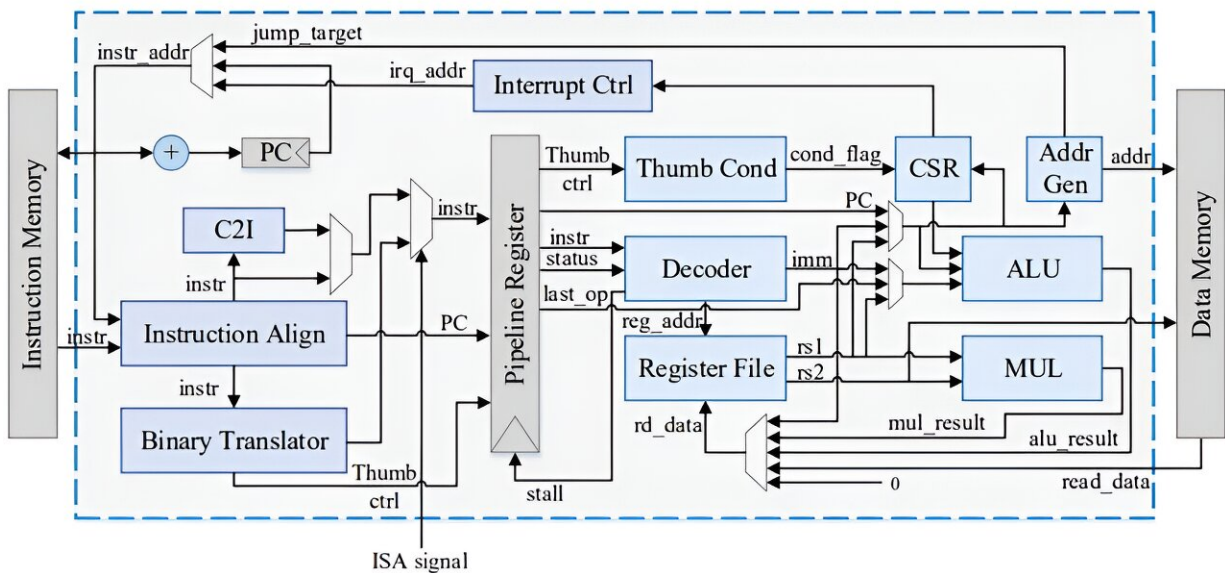 jump_target
instr_addr
irq_addr
Interrupt Ctrl
Instruction Memory
+
PC
Thumb
ctrl
Thumb Cond
cond_flag
CSR
Addr
Gen
addr
Data Memory
C2I
instr
instr
Pipeline Register
PC
instr
status
last_op
Decoder
imm
ALU
reg_addr
instr
Instruction Align
PC
Register File
rs1
rs2
MUL
instr
Binary Translator
Thumb
ctrl
rd_data
mul_result
alu_result
read_data
0
stall
ISA signal